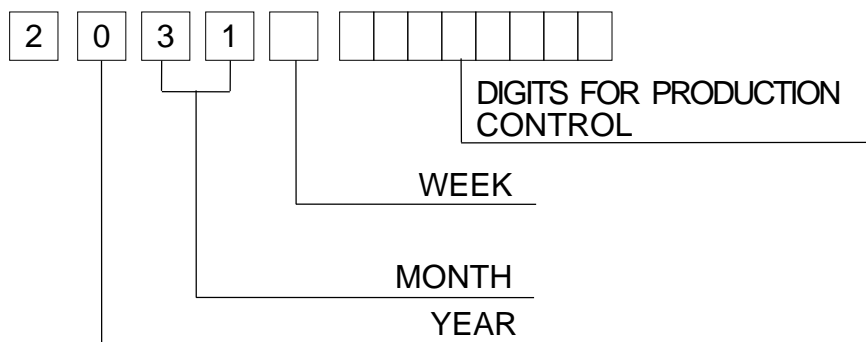 2 0 3 1
DIGITS FOR PRODUCTION
CONTROL
WEEK
MONTH
YEAR